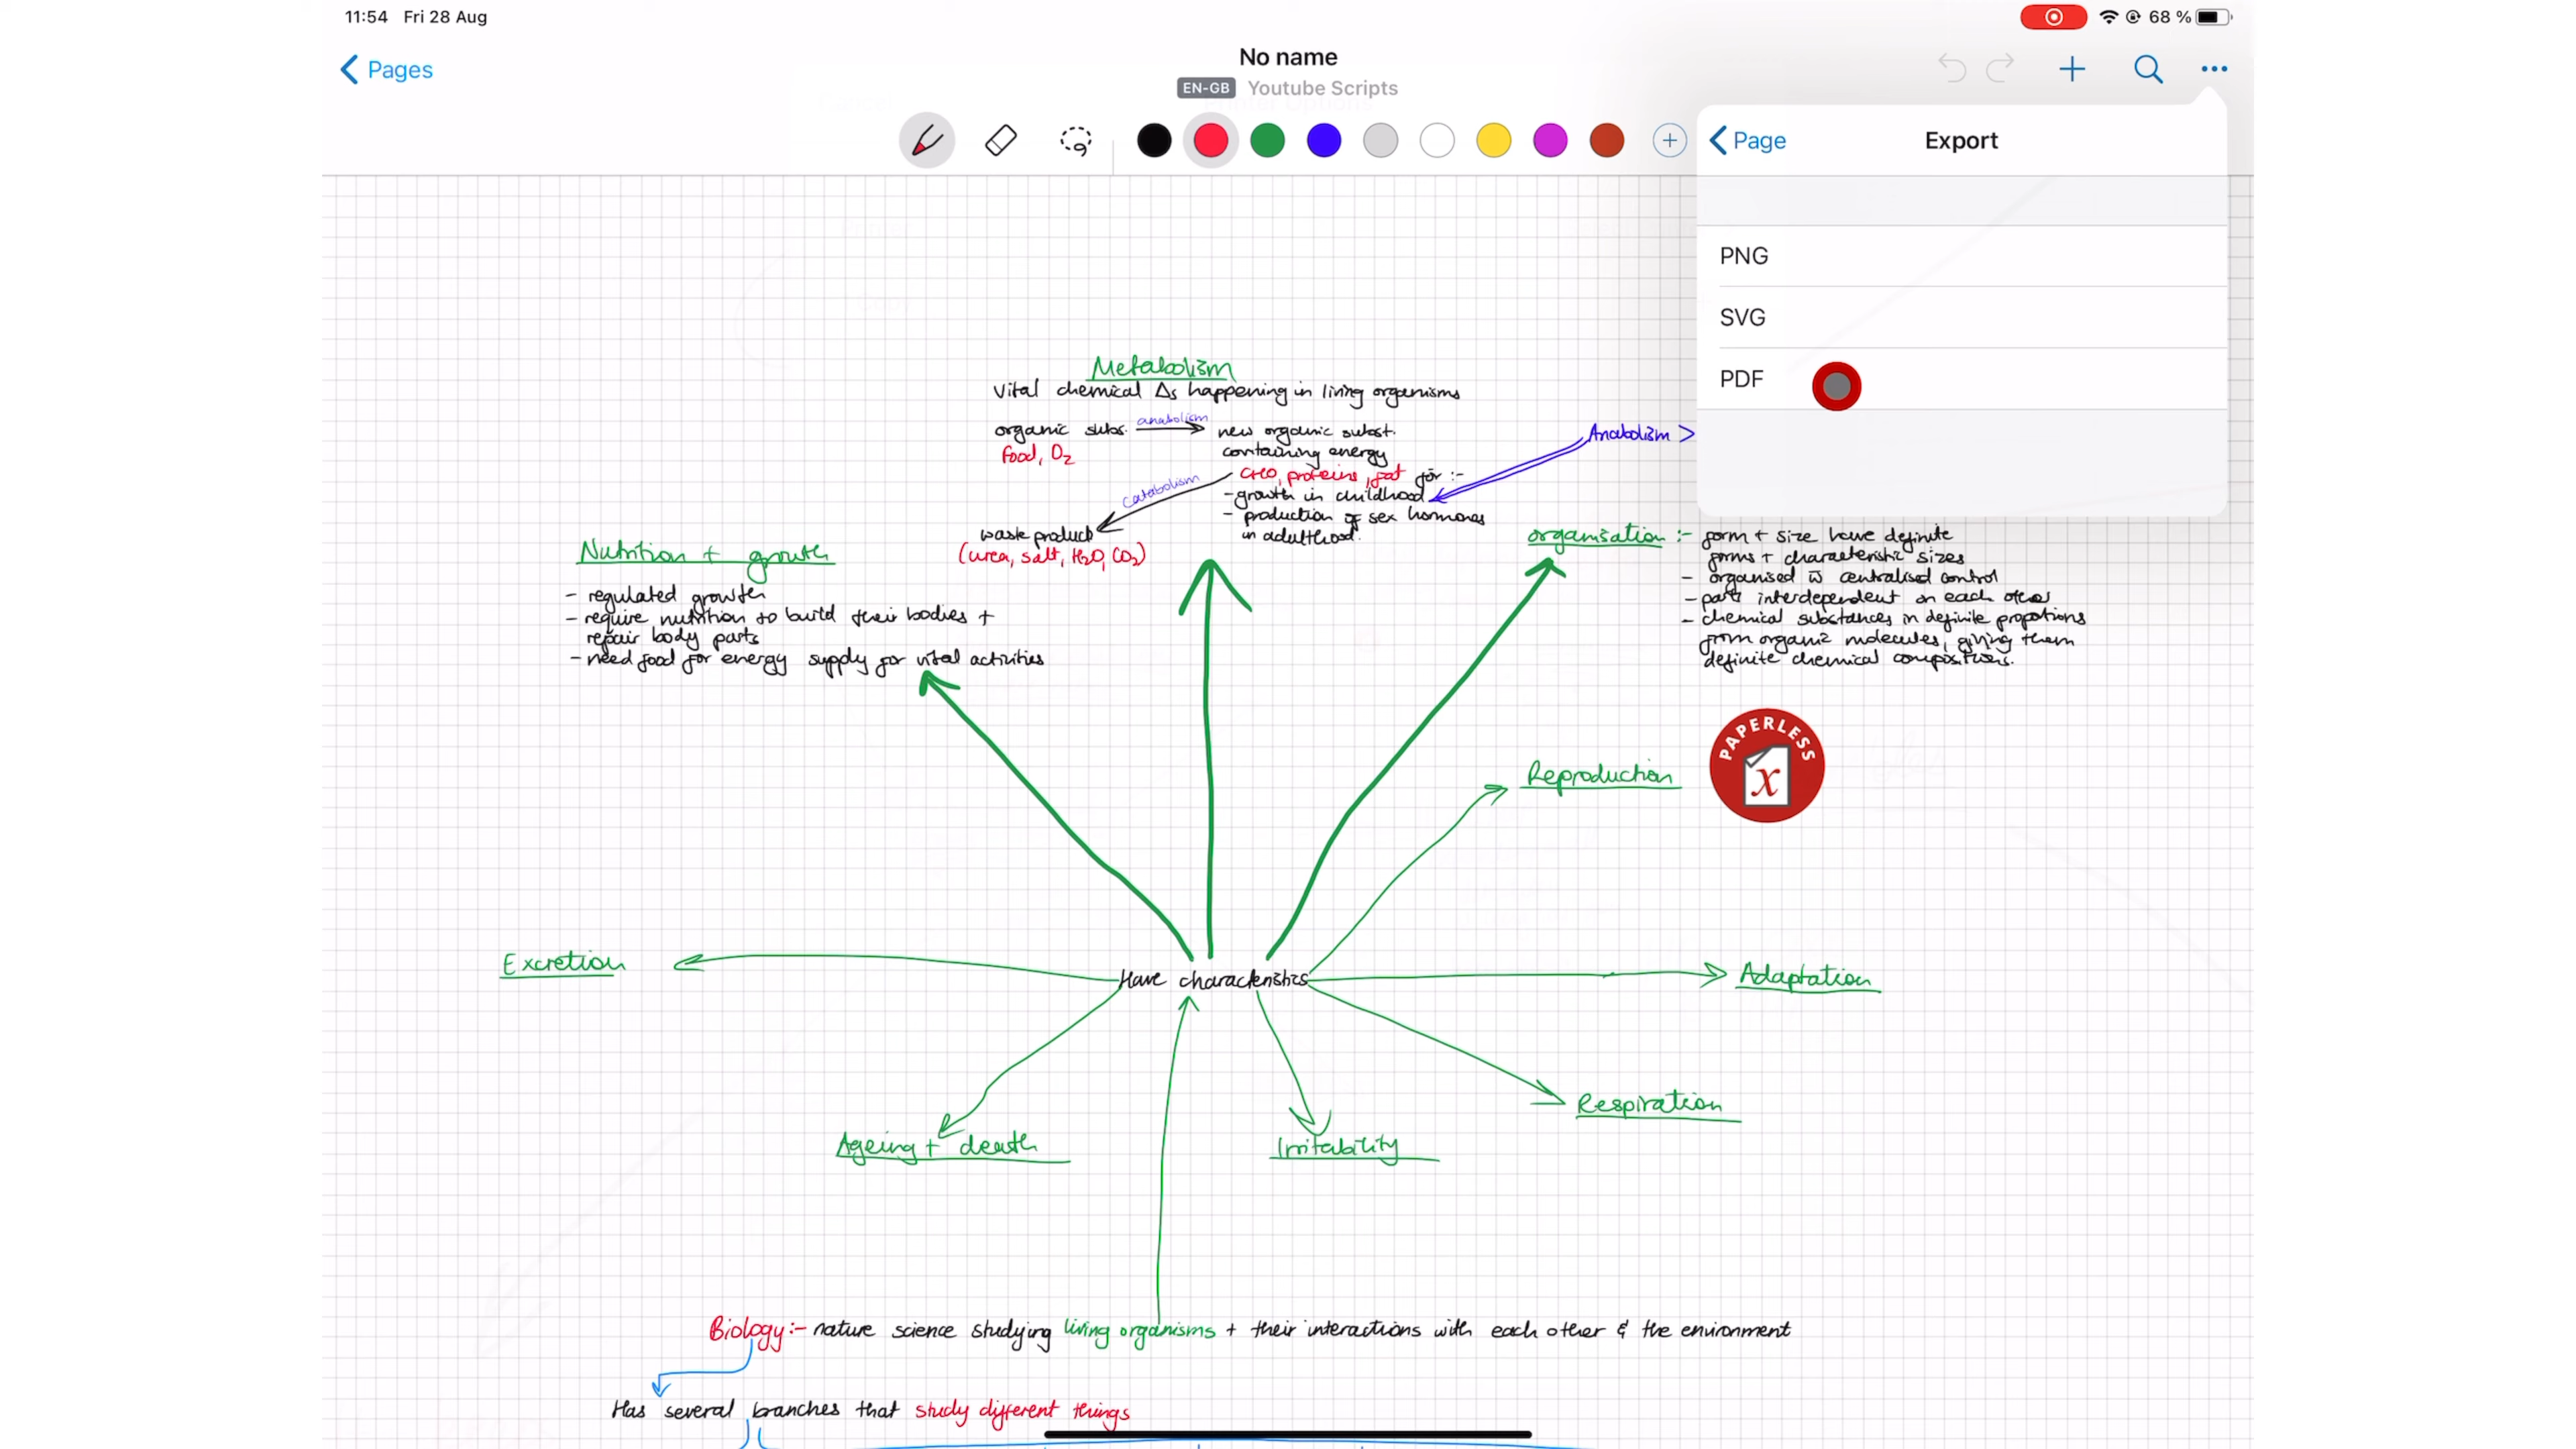 11:54 Fri 28 Aug
68 %
Pages
No name
EN-GB Youtube Scripts
Page
Export
PNG
SVG
PDF
Metabolism
Vital chemical Δs happening in living organisms
organic subs. anabolism new organic subst.
food, O2
containing energy
CHO, proteins, fat for :-
Anabolism >
catabolism
- growth in childhood
- production of sex hormones
in adulthood.
waste product
(urea, salt, H2O, CO2)
Nutrition + growth
- regulated growth
- require nutrition to build their bodies +
repair body parts
- need food for energy supply for vital activities
organisation :- form + size have definite
forms + characteristic sizes
- organised w̄ centralised control
- parts interdependent on each other
- chemical substances in definite propotions
from organic molecules, giving them
definite chemical compositions.
PAPERLESS
X
Reproduction
Excretion
Have characteristics
Adaptation
Respiration
Ageing + death
Irritability
Biology:- nature science studying living organisms + their interactions with each other & the environment
Has several branches that study different things